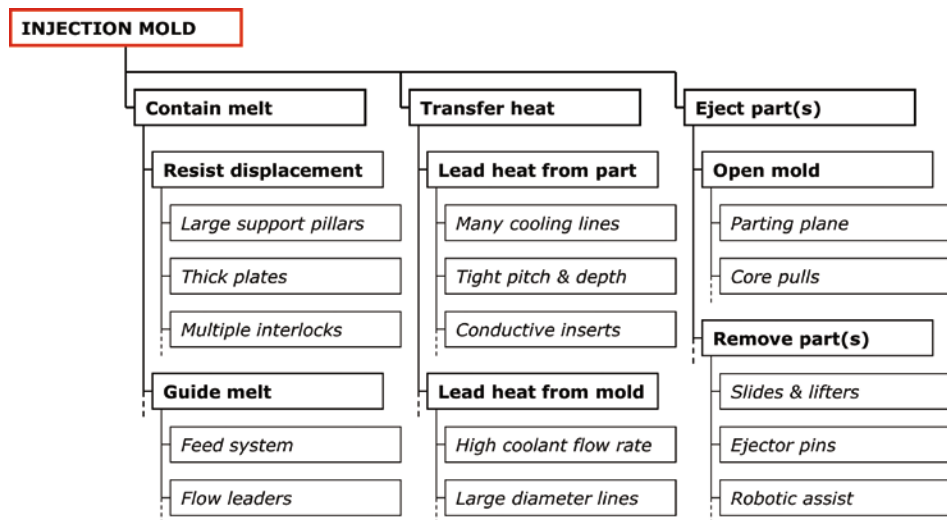 INJECTION MOLD
Contain melt
Resist displacement
Large support pillars
Thick plates
Multiple interlocks
Guide melt
Feed system
Flow leaders
Transfer heat
Lead heat from part
Many cooling lines
Tight pitch & depth
Conductive inserts
Lead heat from mold
High coolant flow rate
Large diameter lines
Eject part(s)
Open mold
Parting plane
Core pulls
Remove part(s)
Slides & lifters
Ejector pins
Robotic assist